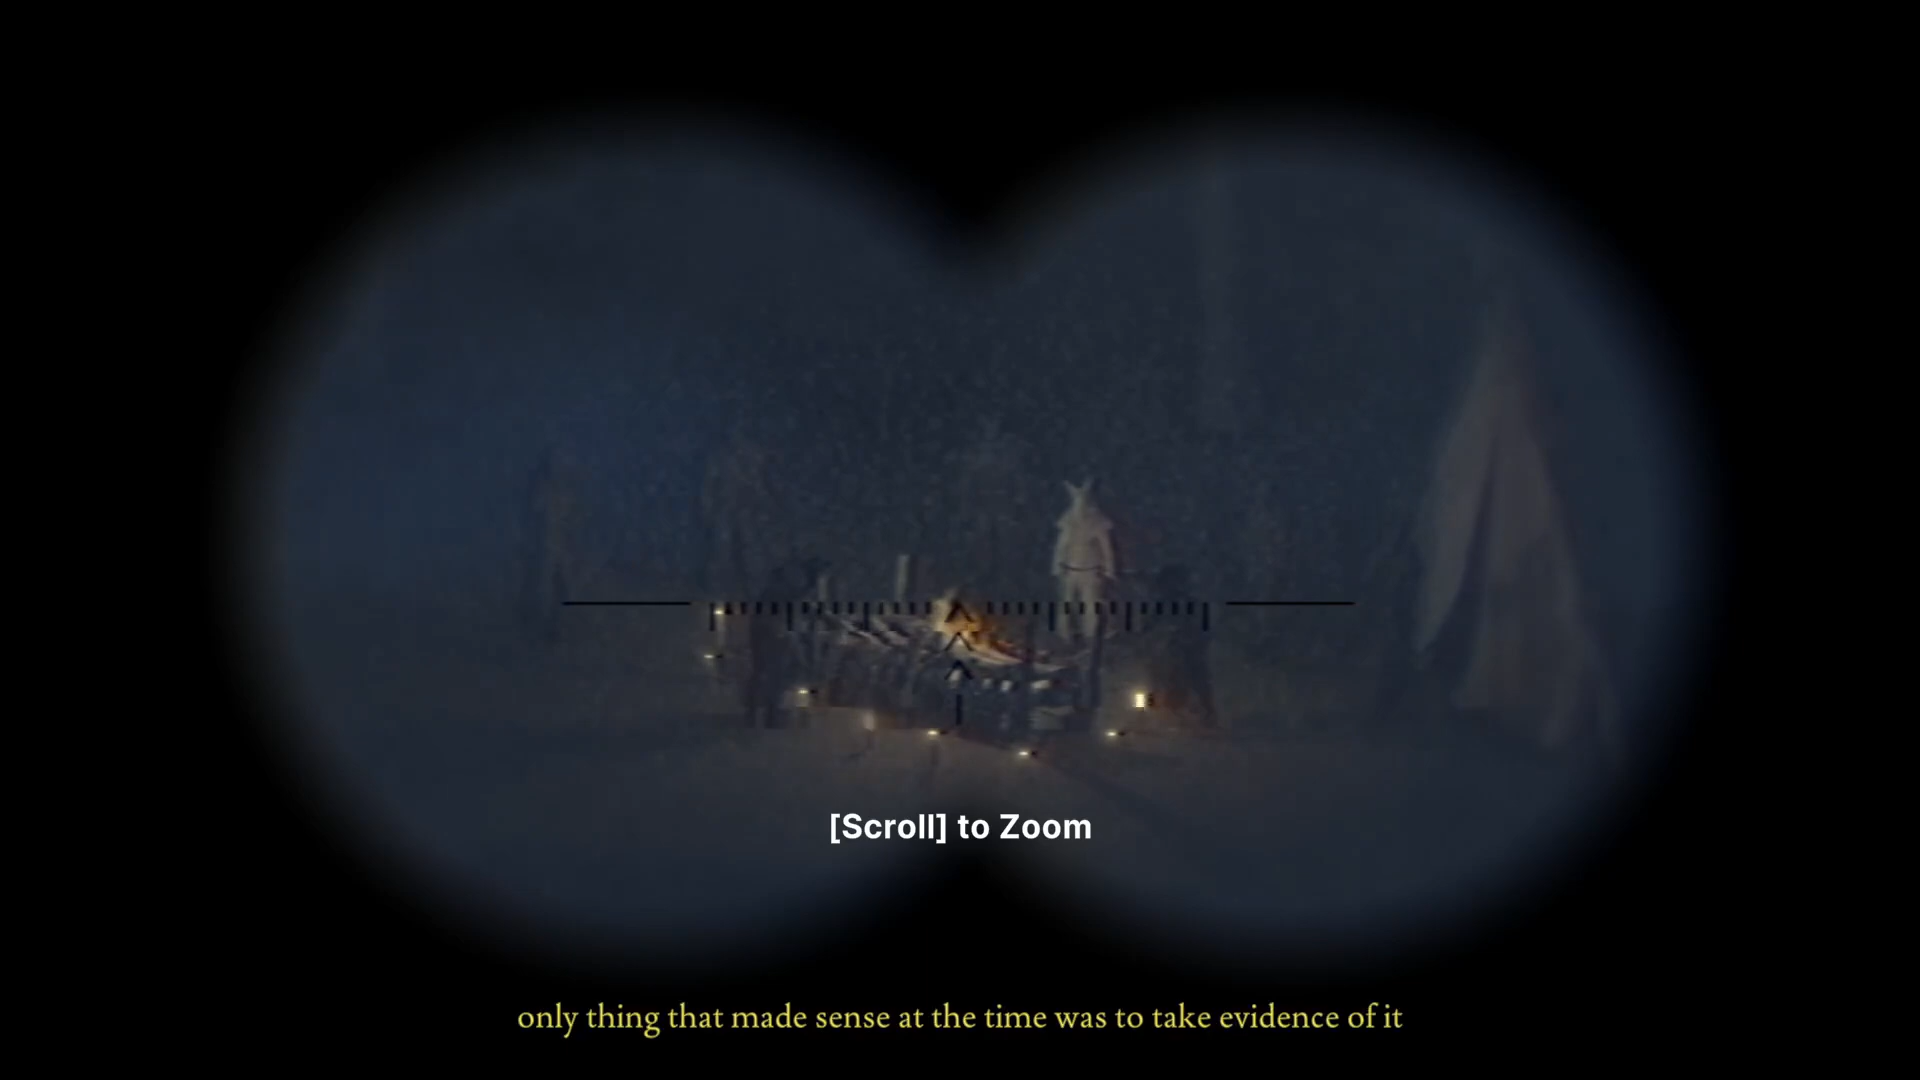 [Scroll] to Zoom
only thing that made sense at the time was to take evidence of it